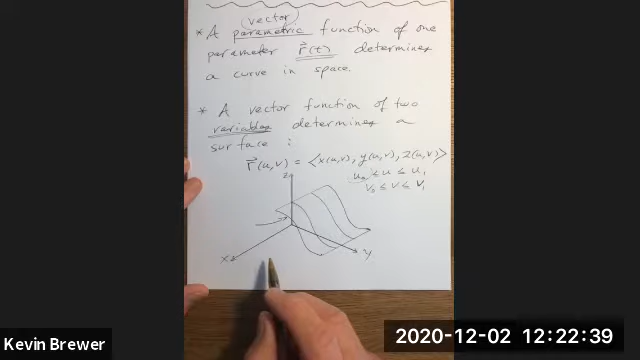 (vector)
* A parametric function of one
parameter r⃗(t) determines
a curve in space.
* A vector function of two
variables determines a
surface :
r⃗(u,v) = <x(u,v), y(u,v), z(u,v)>
u₀ ≤ u ≤ u₁
v₀ ≤ v ≤ v₁
z
x
y
Kevin Brewer
2020-12-02 12:22:39